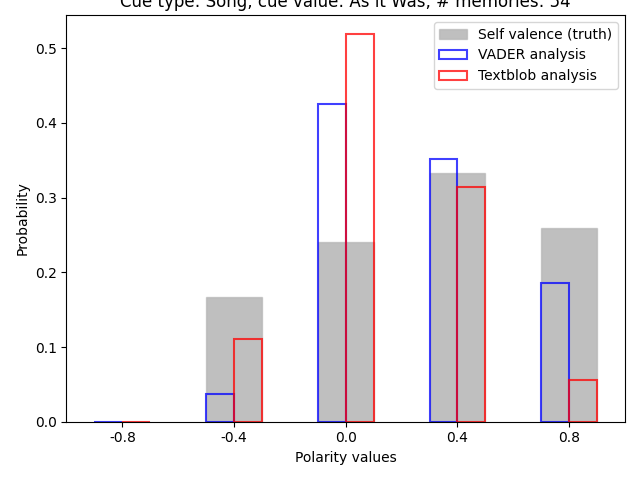 Cue type: Song, cue value: As It Was, # memories: 54
Self valence (truth)
VADER analysis
Textblob analysis
0.5
0.4
0.3
0.2
0.1
0.0
Probability
-0.8 -0.4 0.0 0.4 0.8
Polarity values